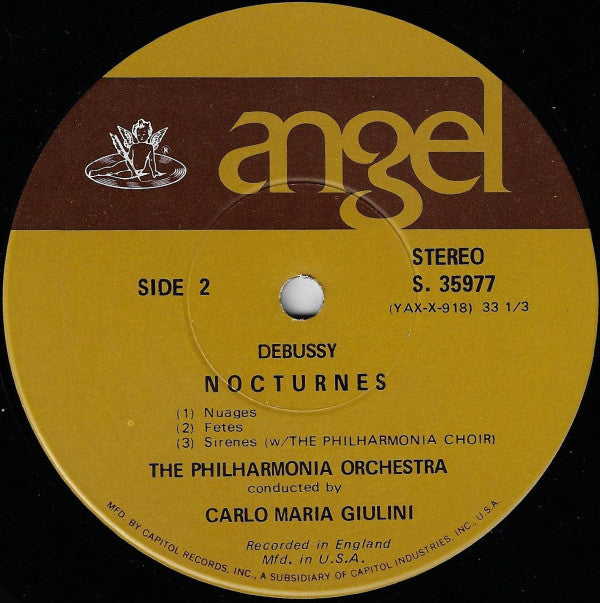 angel
®
STEREO
SIDE 2
S. 35977
(YAX-X-918) 33 1/3
DEBUSSY
NOCTURNES
(1) Nuages
(2) Fetes
(3) Sirenes (w/THE PHILHARMONIA CHOIR)
THE PHILHARMONIA ORCHESTRA
conducted by
CARLO MARIA GIULINI
Recorded in England
Mfd. in U.S.A.
MFD. BY CAPITOL RECORDS, INC., A SUBSIDIARY OF CAPITOL INDUSTRIES, INC., U.S.A.